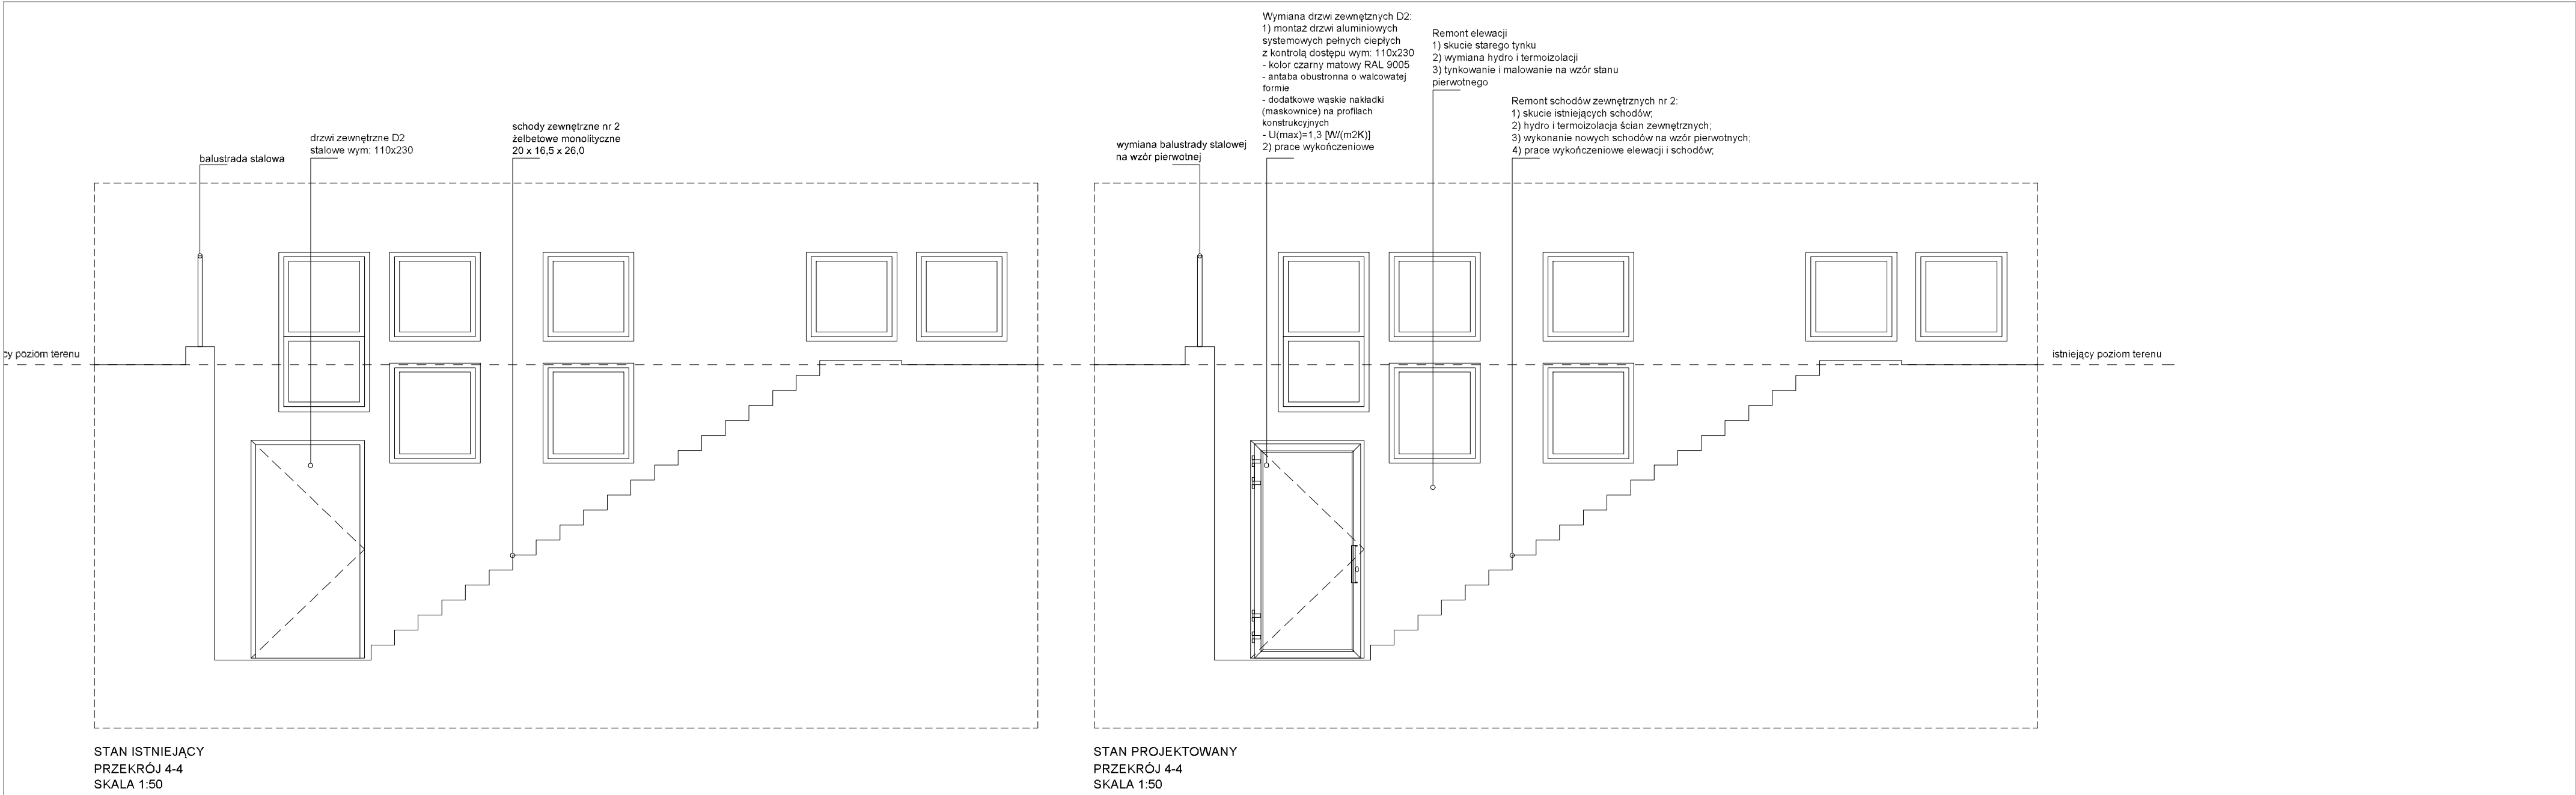 balustrada stalowa
drzwi zewnętrzne D2
stalowe wym: 110x230
schody zewnętrzne nr 2
żelbetowe monolityczne
20 x 16,5 x 26,0
cy poziom terenu
STAN ISTNIEJĄCY
PRZEKRÓJ 4-4
SKALA 1:50
wymiana balustrady stalowej
na wzór pierwotnej
Wymiana drzwi zewnętznych D2:
1) montaż drzwi aluminiowych
systemowych pełnych ciepłych
z kontrolą dostępu wym: 110x230
- kolor czarny matowy RAL 9005
- antaba obustronna o walcowatej
formie
- dodatkowe wąskie nakładki
(maskownice) na profilach
konstrukcyjnych
- U(max)=1,3 [W/(m2K)]
2) prace wykończeniowe
Remont elewacji
1) skucie starego tynku
2) wymiana hydro i termoizolacji
3) tynkowanie i malowanie na wzór stanu
pierwotnego
Remont schodów zewnętrznych nr 2:
1) skucie istniejących schodów;
2) hydro i termoizolacja ścian zewnętrznych;
3) wykonanie nowych schodów na wzór pierwotnych;
4) prace wykończeniowe elewacji i schodów;
istniejący poziom terenu
STAN PROJEKTOWANY
PRZEKRÓJ 4-4
SKALA 1:50